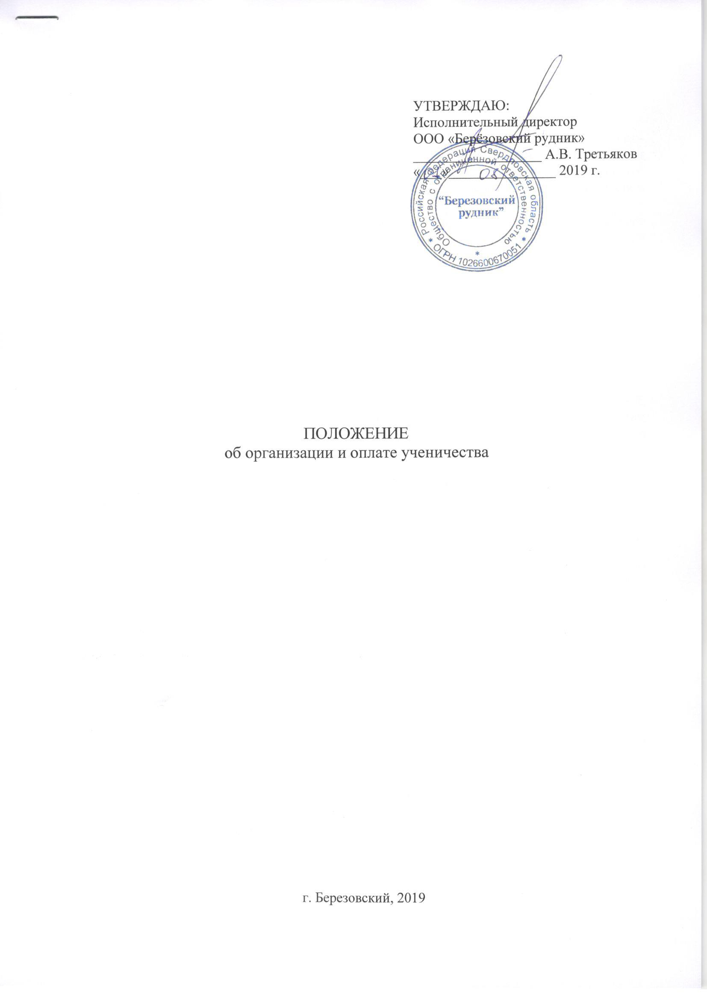 УТВЕРЖДАЮ:
Исполнительный директор
ООО «Берёзовский рудник»
А.В. Третьяков
« » 08 2019 г.
* Российская Федерация Свердловская область *
Общество с ограниченной ответственностью
“Березовский
рудник”
*
ОГРН 1026600670051
ПОЛОЖЕНИЕ
об организации и оплате ученичества
г. Березовский, 2019